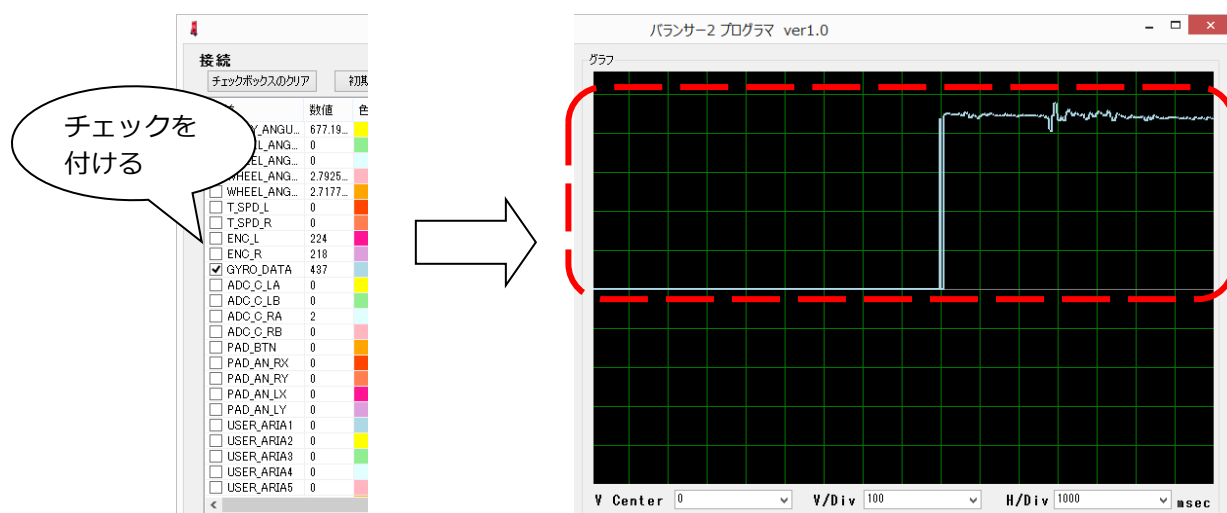 バランサー2 プログラマ ver1.0
接続
チェックボックスのクリア
数値
チェックを
付ける
677.19...
0
0
WHEEL_ANG... 2.7925...
WHEEL_ANG... 2.7177...
T_SPD_L 0
T_SPD_R 0
ENC_L 224
ENC_R 218
GYRO_DATA 437
ADC_C_LA 0
ADC_C_LB 0
ADC_C_RA 2
ADC_C_RB 0
PAD_BTN 0
PAD_AN_RX 0
PAD_AN_RY 0
PAD_AN_LX 0
PAD_AN_LY 0
USER_ARIA1 0
USER_ARIA2 0
USER_ARIA3 0
USER_ARIA4 0
USER_ARIA5 0
グラフ
V Center 0 V/Div 100 H/Div 1000 msec